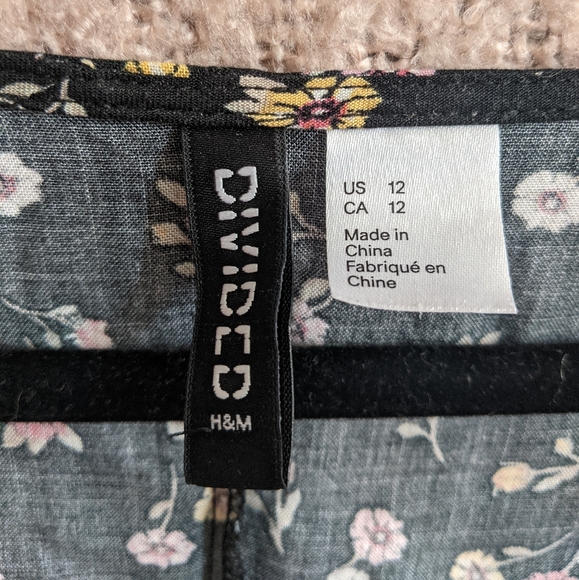 DIVIDED
H&M
US 12
CA 12
Made in
China
Fabriqué en
Chine